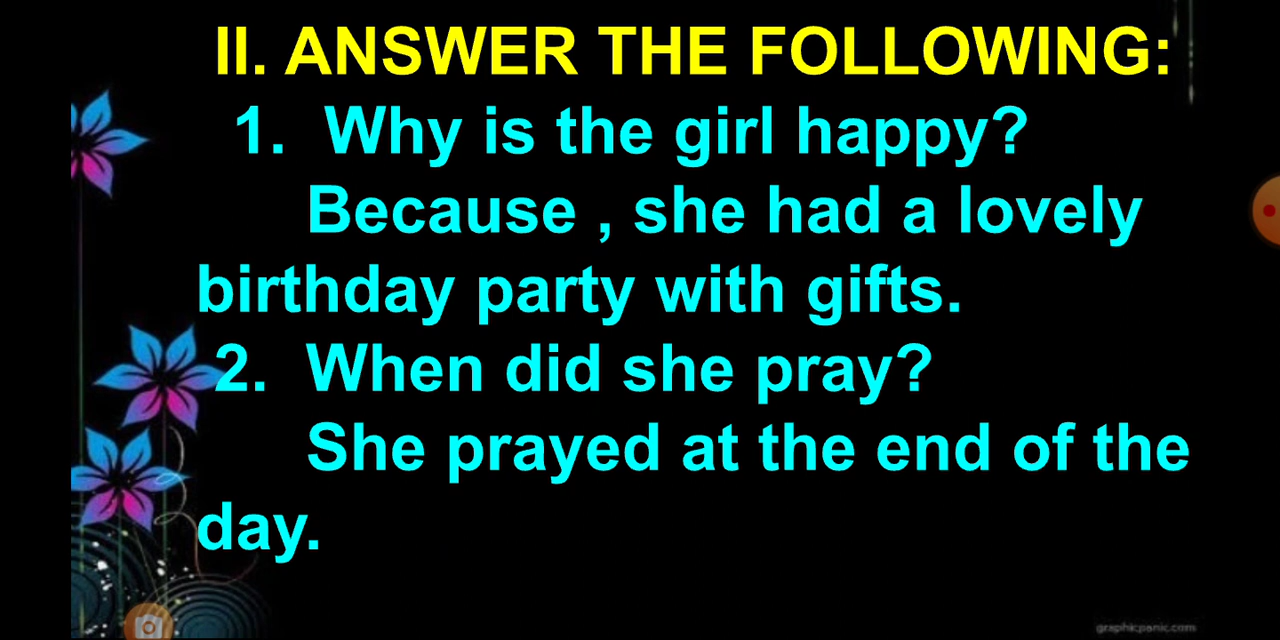 II. ANSWER THE FOLLOWING:
1. Why is the girl happy?
Because , she had a lovely
birthday party with gifts.
2. When did she pray?
She prayed at the end of the
day.
graphicpanic.com